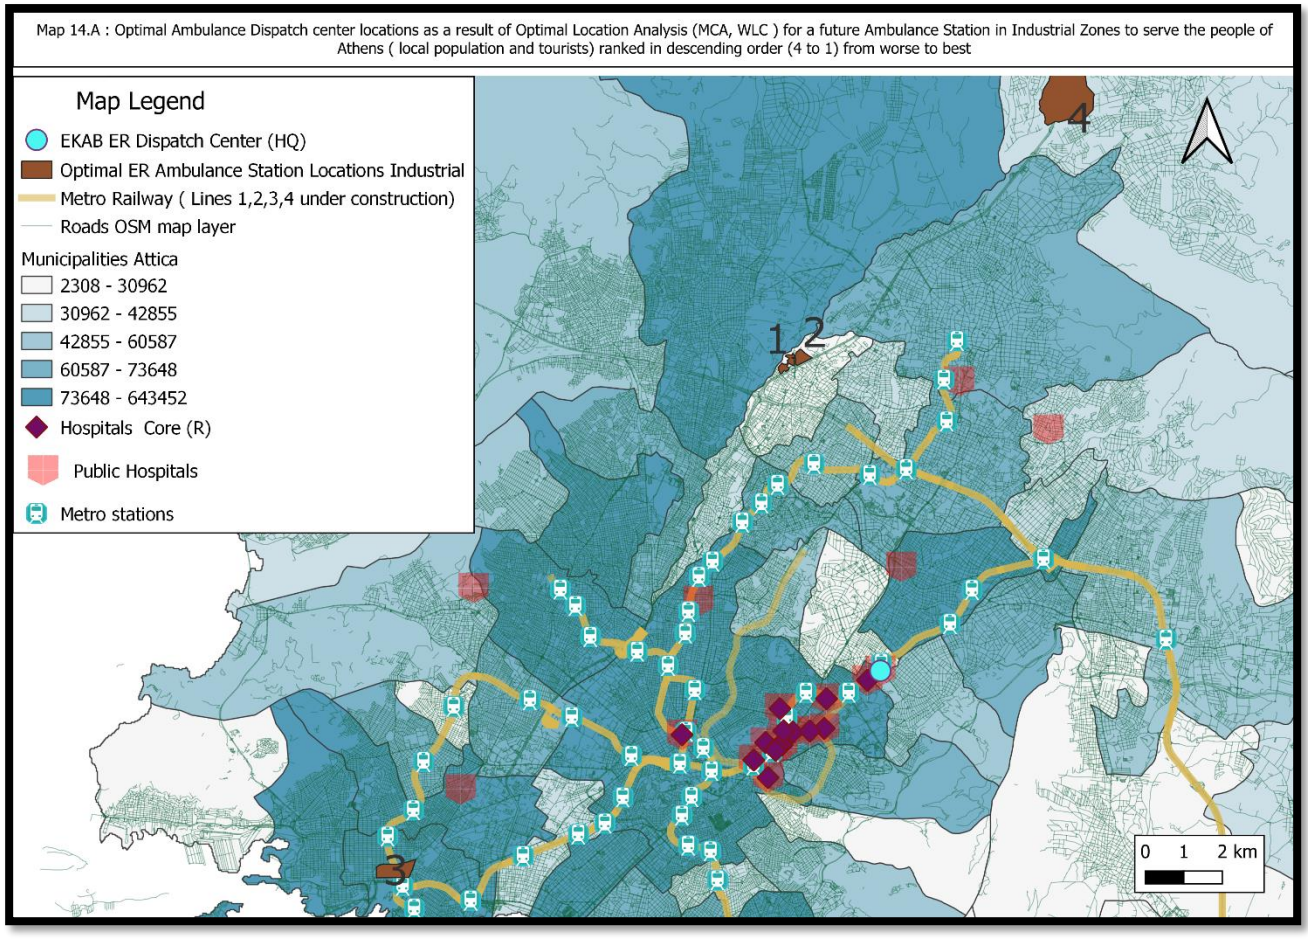 Map 14.A : Optimal Ambulance Dispatch center locations as a result of Optimal Location Analysis (MCA, WLC ) for a future Ambulance Station in Industrial Zones to serve the people of
Athens ( local population and tourists) ranked in descending order (4 to 1) from worse to best
Map Legend
EKAB ER Dispatch Center (HQ)
Optimal ER Ambulance Station Locations Industrial
Metro Railway ( Lines 1,2,3,4 under construction)
Roads OSM map layer
Municipalities Attica
2308 - 30962
30962 - 42855
42855 - 60587
60587 - 73648
73648 - 643452
Hospitals Core (R)
Public Hospitals
Metro stations
4
1
2
3
0 1 2 km